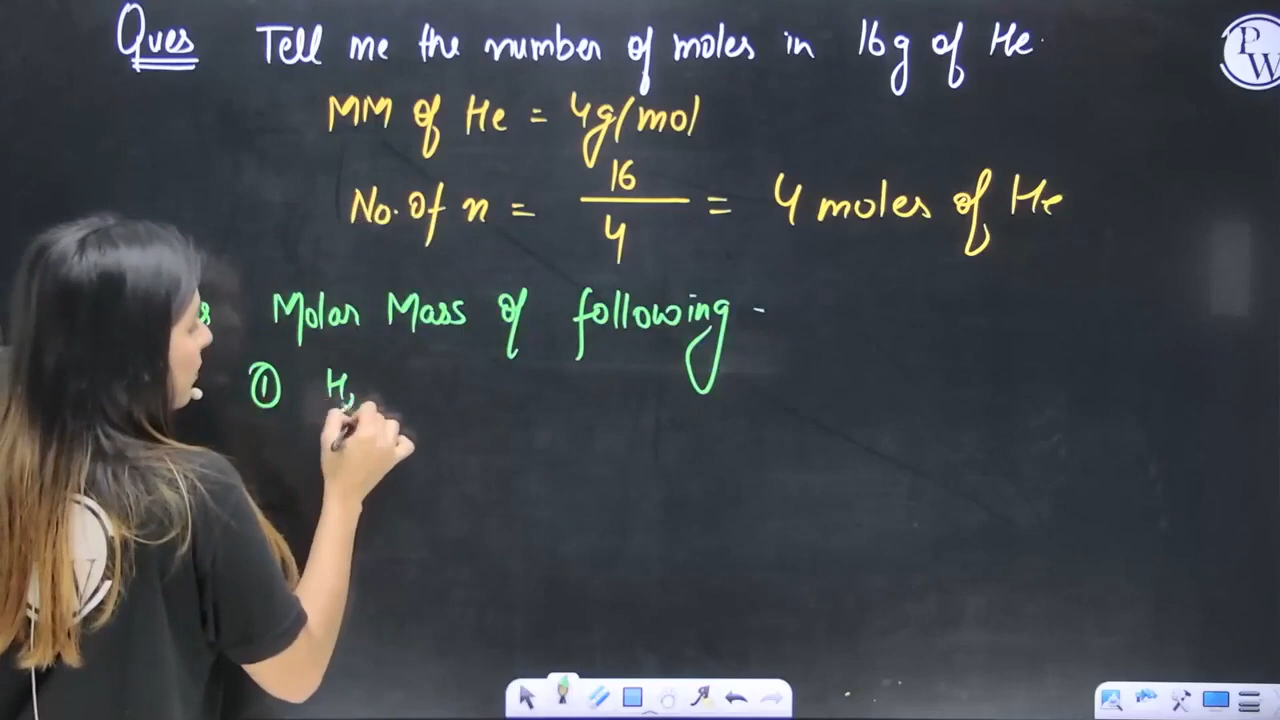 Ques Tell me the number of moles in 16g of He.
PW
MM of He = 4g/mol
No. Of n = 16/4 = 4 moles of He
Molar Mass of following -
① H